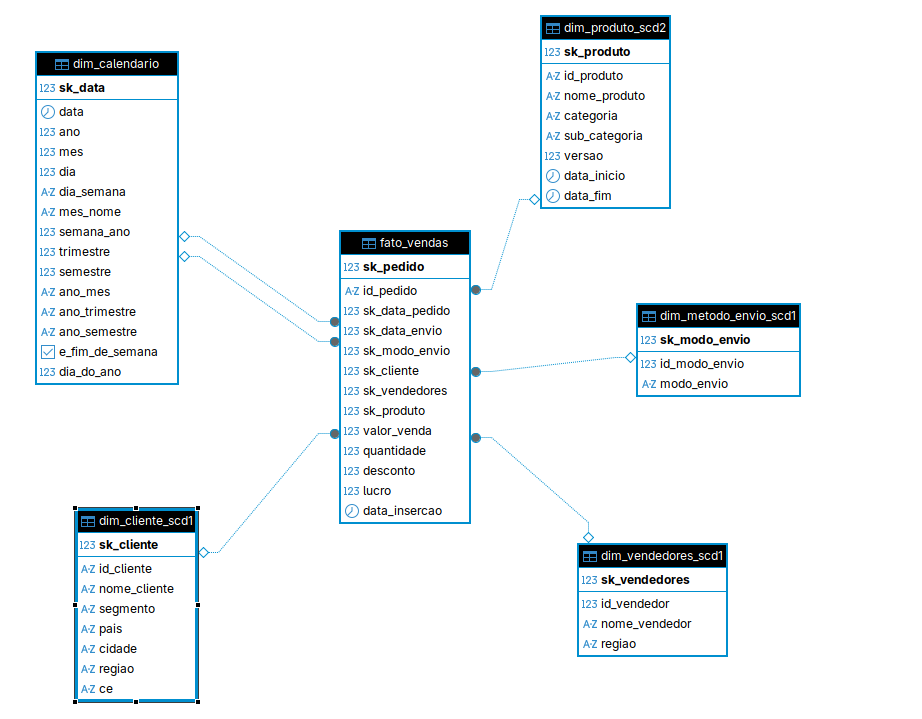 dim_calendario
123 sk_data
data
123 ano
123 mes
123 dia
A-Z dia_semana
A-Z mes_nome
123 semana_ano
123 trimestre
123 semestre
A-Z ano_mes
A-Z ano_trimestre
A-Z ano_semestre
e_fim_de_semana
123 dia_do_ano
dim_produto_scd2
123 sk_produto
A-Z id_produto
A-Z nome_produto
A-Z categoria
A-Z sub_categoria
123 versao
data_inicio
data_fim
fato_vendas
123 sk_pedido
A-Z id_pedido
123 sk_data_pedido
123 sk_data_envio
123 sk_modo_envio
123 sk_cliente
123 sk_vendedores
123 sk_produto
123 valor_venda
123 quantidade
123 desconto
123 lucro
data_insercao
dim_metodo_envio_scd1
123 sk_modo_envio
123 id_modo_envio
A-Z modo_envio
dim_cliente_scd1
123 sk_cliente
A-Z id_cliente
A-Z nome_cliente
A-Z segmento
A-Z pais
A-Z cidade
A-Z regiao
A-Z ce
dim_vendedores_scd1
123 sk_vendedores
123 id_vendedor
A-Z nome_vendedor
A-Z regiao